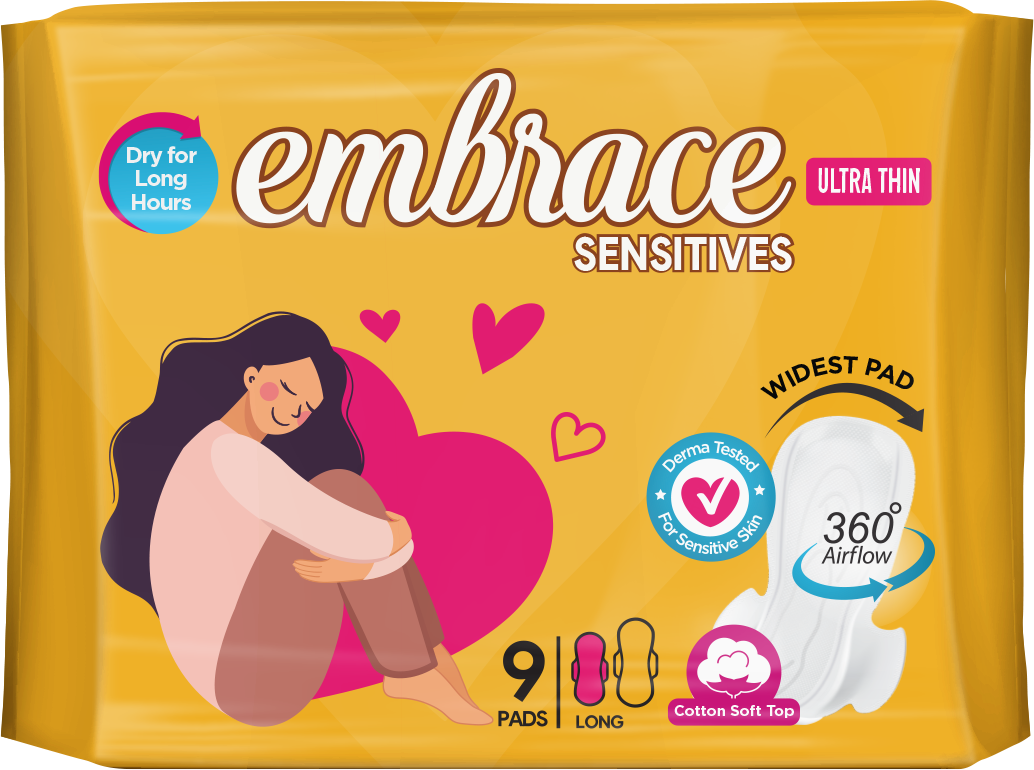 Dry for
Long
Hours
embrace
ULTRA THIN
SENSITIVES
WIDEST PAD
Derma Tested
For Sensitive Skin
360°
Airflow
9
PADS
LONG
Cotton Soft Top